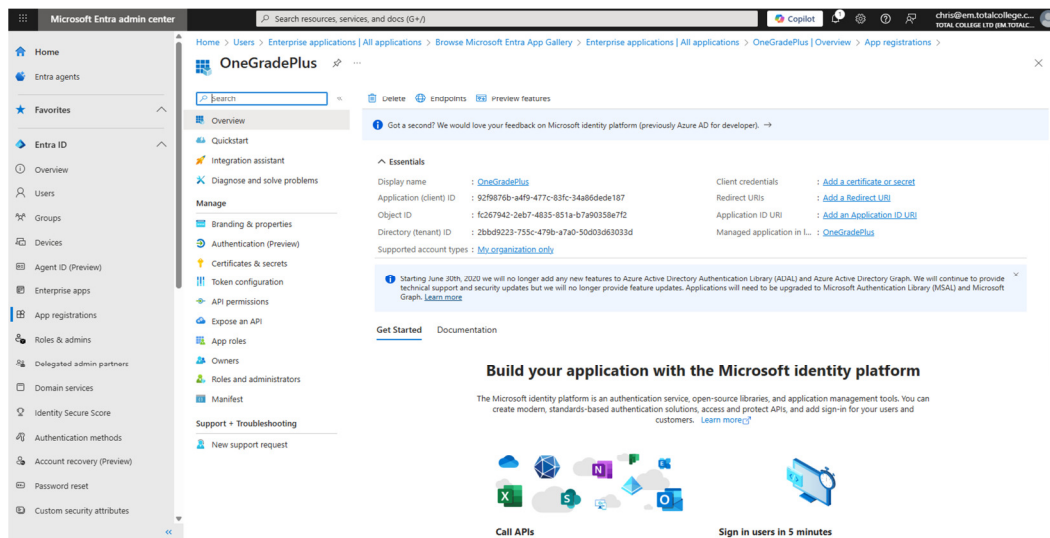 Microsoft Entra admin center
Search resources, services, and docs (G+/)
Copilot
1
chris@em.totalcollege.c...
TOTAL COLLEGE LTD (EM.TOTALC...
Home
Entra agents
Favorites
Entra ID
Overview
Users
Groups
Devices
Agent ID (Preview)
Enterprise apps
App registrations
Roles & admins
Delegated admin partners
Domain services
Identity Secure Score
Authentication methods
Account recovery (Preview)
Password reset
Custom security attributes
Home > Users > Enterprise applications | All applications > Browse Microsoft Entra App Gallery > Enterprise applications | All applications > OneGradePlus | Overview > App registrations >
OneGradePlus
Search
Overview
Quickstart
Integration assistant
Diagnose and solve problems
Manage
Branding & properties
Authentication (Preview)
Certificates & secrets
Token configuration
API permissions
Expose an API
App roles
Owners
Roles and administrators
Manifest
Support + Troubleshooting
New support request
Delete Endpoints Preview features
Got a second? We would love your feedback on Microsoft identity platform (previously Azure AD for developer). →
Essentials
Display name : OneGradePlus
Application (client) ID : 92f9876b-a4f9-477c-83fc-34a86dede187
Object ID : fc267942-2eb7-4835-851a-b7a90358e7f2
Directory (tenant) ID : 2bbd9223-755c-479b-a7a0-50d03d63033d
Supported account types : My organization only
Client credentials : Add a certificate or secret
Redirect URIs : Add a Redirect URI
Application ID URI : Add an Application ID URI
Managed application in l... : OneGradePlus
Starting June 30th, 2020 we will no longer add any new features to Azure Active Directory Authentication Library (ADAL) and Azure Active Directory Graph. We will continue to provide
technical support and security updates but we will no longer provide feature updates. Applications will need to be upgraded to Microsoft Authentication Library (MSAL) and Microsoft
Graph. Learn more
Get Started Documentation
Build your application with the Microsoft identity platform
The Microsoft identity platform is an authentication service, open-source libraries, and application management tools. You can
create modern, standards-based authentication solutions, access and protect APIs, and add sign-in for your users and
customers. Learn more
Call APIs
Sign in users in 5 minutes